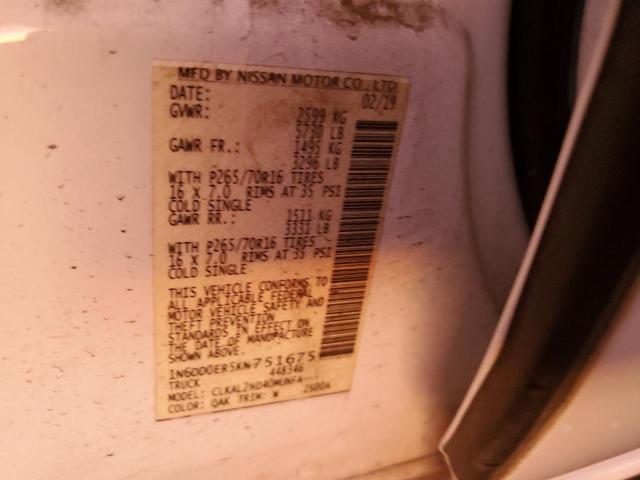 MFD BY NISSAN MOTOR CO., LTD.
DATE: 02/19
GVWR: 2599 KG
5730 LB
GAWR FR.: 1495 KG
3296 LB
WITH P265/70R16 TIRES
16 X 7.0 RIMS AT 35 PSI
COLD SINGLE
GAWR RR.: 1511 KG
3331 LB
WITH P265/70R16 TIRES
16 X 7.0 RIMS AT 35 PSI
COLD SINGLE
THIS VEHICLE CONFORMS TO
ALL APPLICABLE FEDERAL
MOTOR VEHICLE SAFETY AND
THEFT PREVENTION
STANDARDS IN EFFECT ON
THE DATE OF MANUFACTURE
SHOWN ABOVE.
1N6DD0ER5KN751675
TRUCK 448346
MODEL: CLKALZND40MUNFA--
COLOR: QAK TRIM: W 2500A